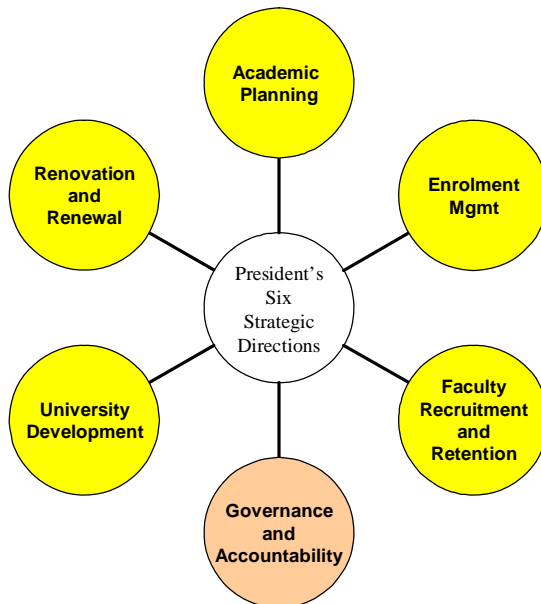 Academic
Planning
Renovation
and
Renewal
Enrolment
Mgmt
President's
Six
Strategic
Directions
University
Development
Faculty
Recruitment
and
Retention
Governance
and
Accountability